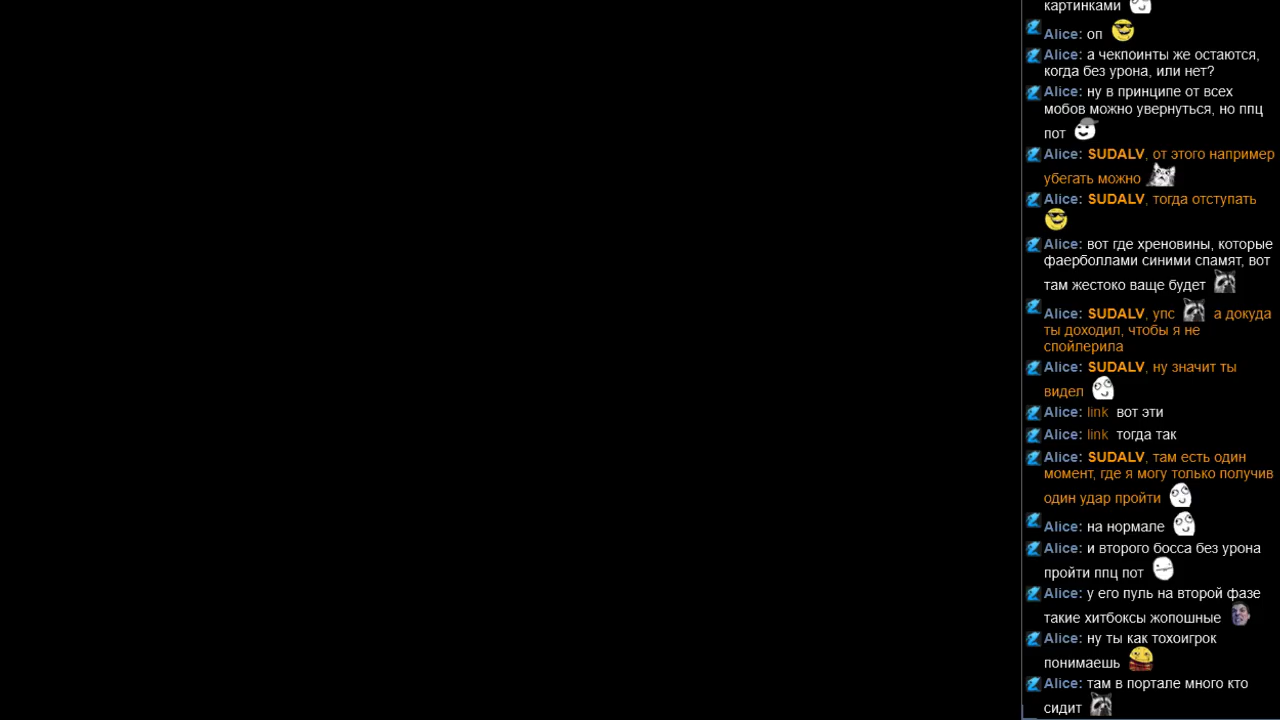 картинками
Alice: оп
Alice: а чекпоинты же остаются,
когда без урона, или нет?
Alice: ну в принципе от всех
мобов можно увернуться, но ппц
пот
Alice: SUDALV, от этого например
убегать можно
Alice: SUDALV, тогда отступать
Alice: вот где хреновины, которые
фаерболлами синими спамят, вот
там жестоко ваще будет
Alice: SUDALV, упс а докуда
ты доходил, чтобы я не
спойлерила
Alice: SUDALV, ну значит ты
видел
Alice: link вот эти
Alice: link тогда так
Alice: SUDALV, там есть один
момент, где я могу только получив
один удар пройти
Alice: на нормале
Alice: и второго босса без урона
пройти ппц пот
Alice: у его пуль на второй фазе
такие хитбоксы жопошные
Alice: ну ты как тохоигрок
понимаешь
Alice: там в портале много кто
сидит